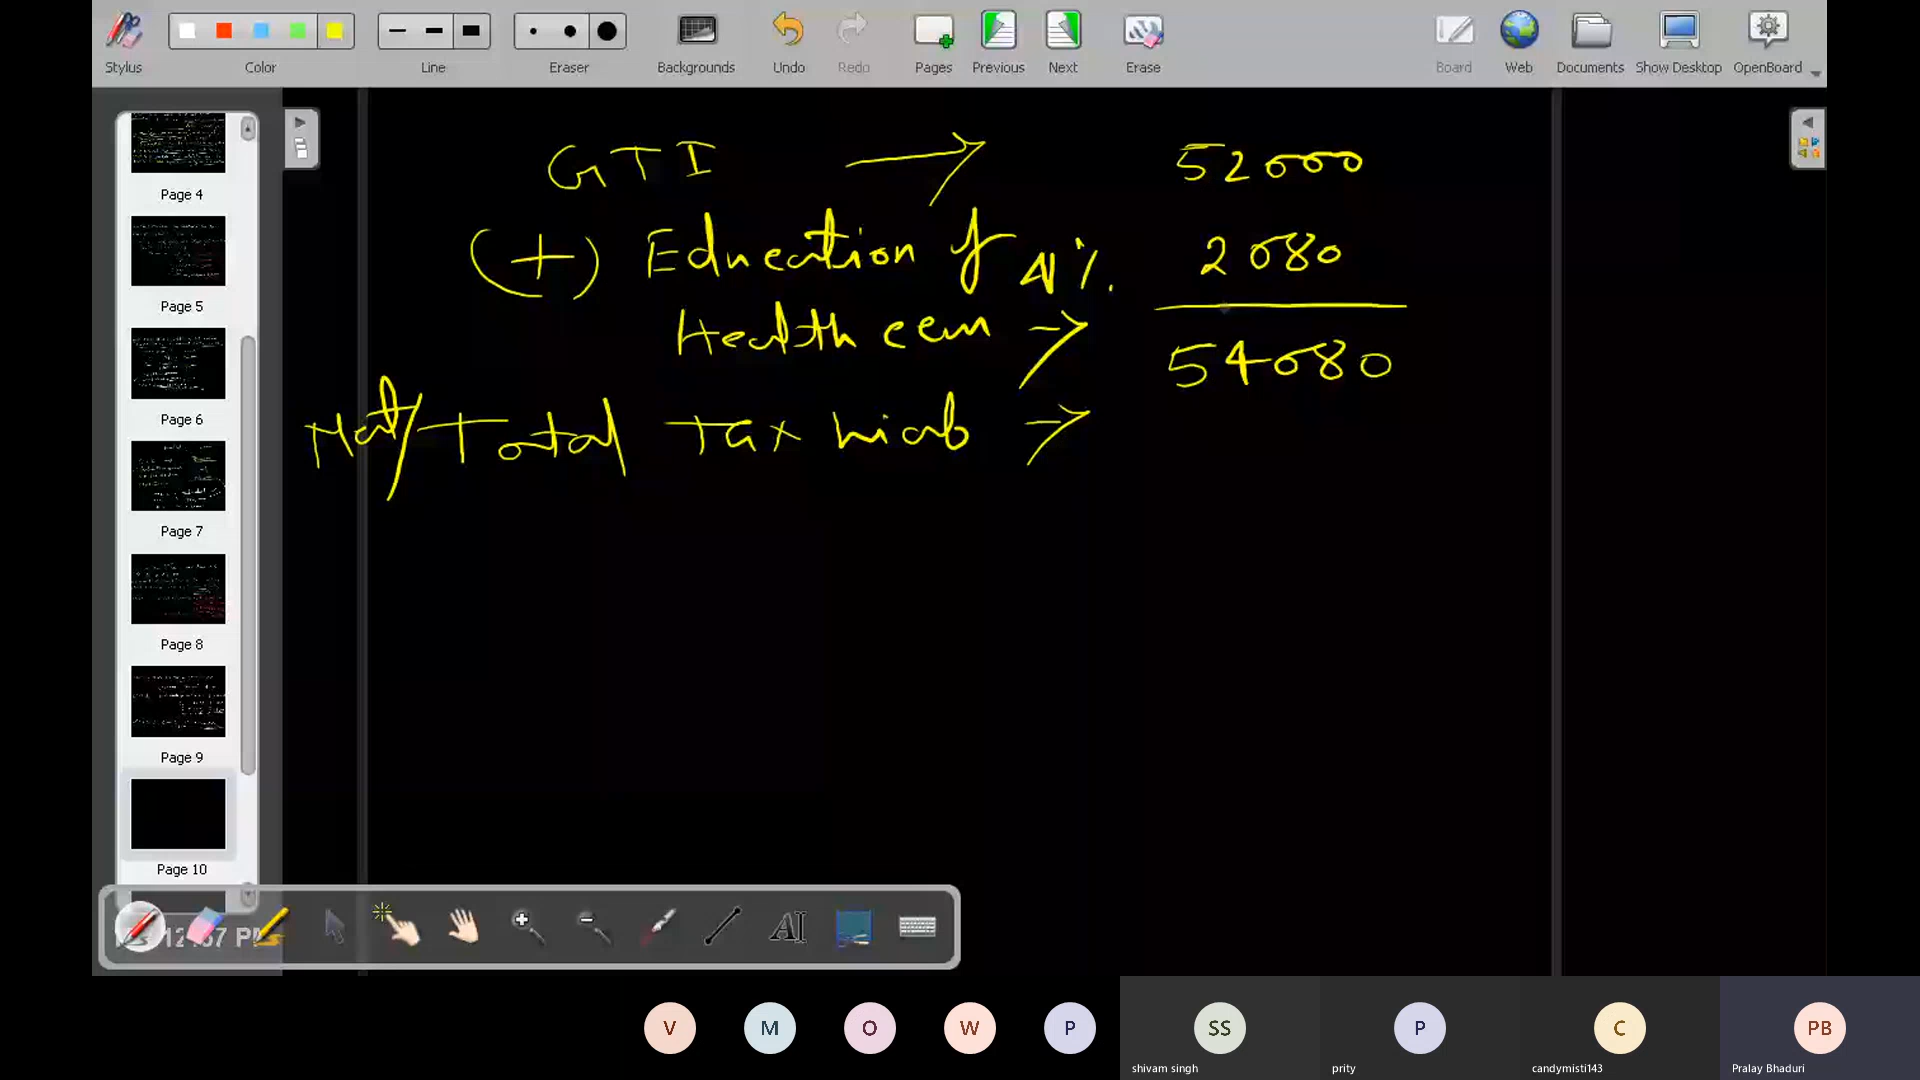 Stylus Color Line Eraser Backgrounds Undo Redo Pages Previous Next Erase Board Web Documents Show Desktop OpenBoard
Page 4
Page 5
Page 6
Page 7
Page 8
Page 9
Page 10
GTI → 52000
(+) Education of 4% 2080
Health cess →
54080
Total Tax Liab →
V M O W P SS P C PB
shivam singh prity candymisti143 Pralay Bhaduri